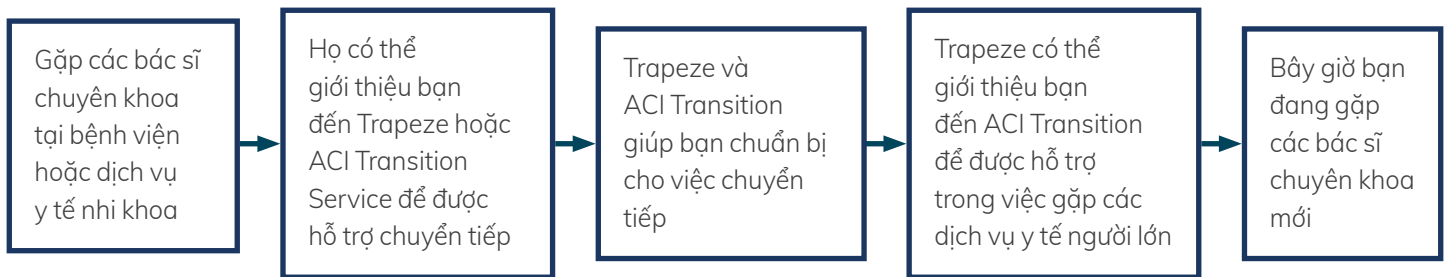 Gặp các bác sĩ
chuyên khoa
tại bệnh viện
hoặc dịch vụ
y tế nhi khoa
Họ có thể
giới thiệu bạn
đến Trapeze hoặc
ACI Transition
Service để được
hỗ trợ chuyển tiếp
Trapeze và
ACI Transition
giúp bạn chuẩn bị
cho việc chuyển
tiếp
Trapeze có thể
giới thiệu bạn
đến ACI Transition
để được hỗ trợ
trong việc gặp các
dịch vụ y tế người lớn
Bây giờ bạn
đang gặp
các bác sĩ
chuyên khoa
mới